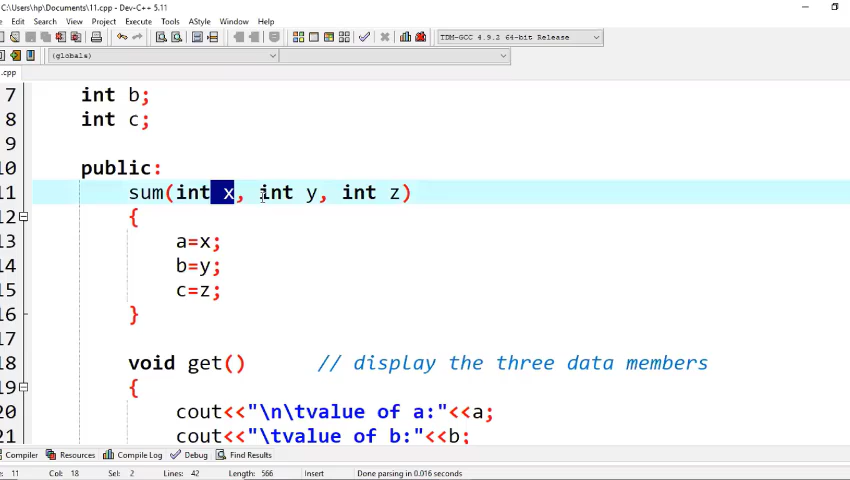 C:\Users\hp\Documents\11.cpp - Dev-C++ 5.11
Edit Search View Project Execute Tools AStyle Window Help
TDM-GCC 4.9.2 64-bit Release
(globals)
.cpp
7 int b;
8 int c;
9
10 public:
11 sum(int x, int y, int z)
12 {
13 a=x;
14 b=y;
15 c=z;
16 }
17
18 void get() // display the three data members
19 {
20 cout<<"\n\tvalue of a:"<<a;
21 cout<<"\tvalue of b:"<<b;
Compiler Resources Compile Log Debug Find Results
11 Col: 18 Sel: 2 Lines: 42 Length: 566 Insert Done parsing in 0.016 seconds